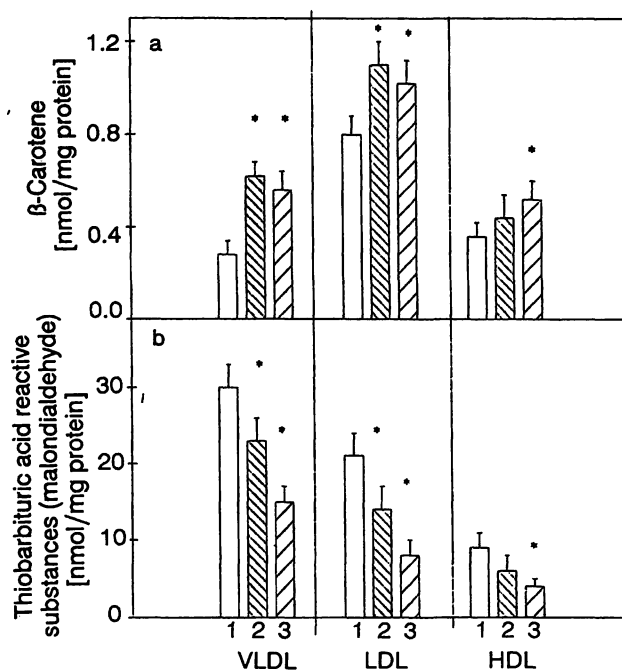 a
ß-Carotene
[nmol/mg protein]
1.2
0.8
0.4
0.0
* *
* *
*
b
Thiobarbituric acid reactive
substances (malondialdehyde)
[nmol/mg protein]
30
20
10
0
* *
* *
*
1 2 3 1 2 3 1 2 3
VLDL LDL HDL